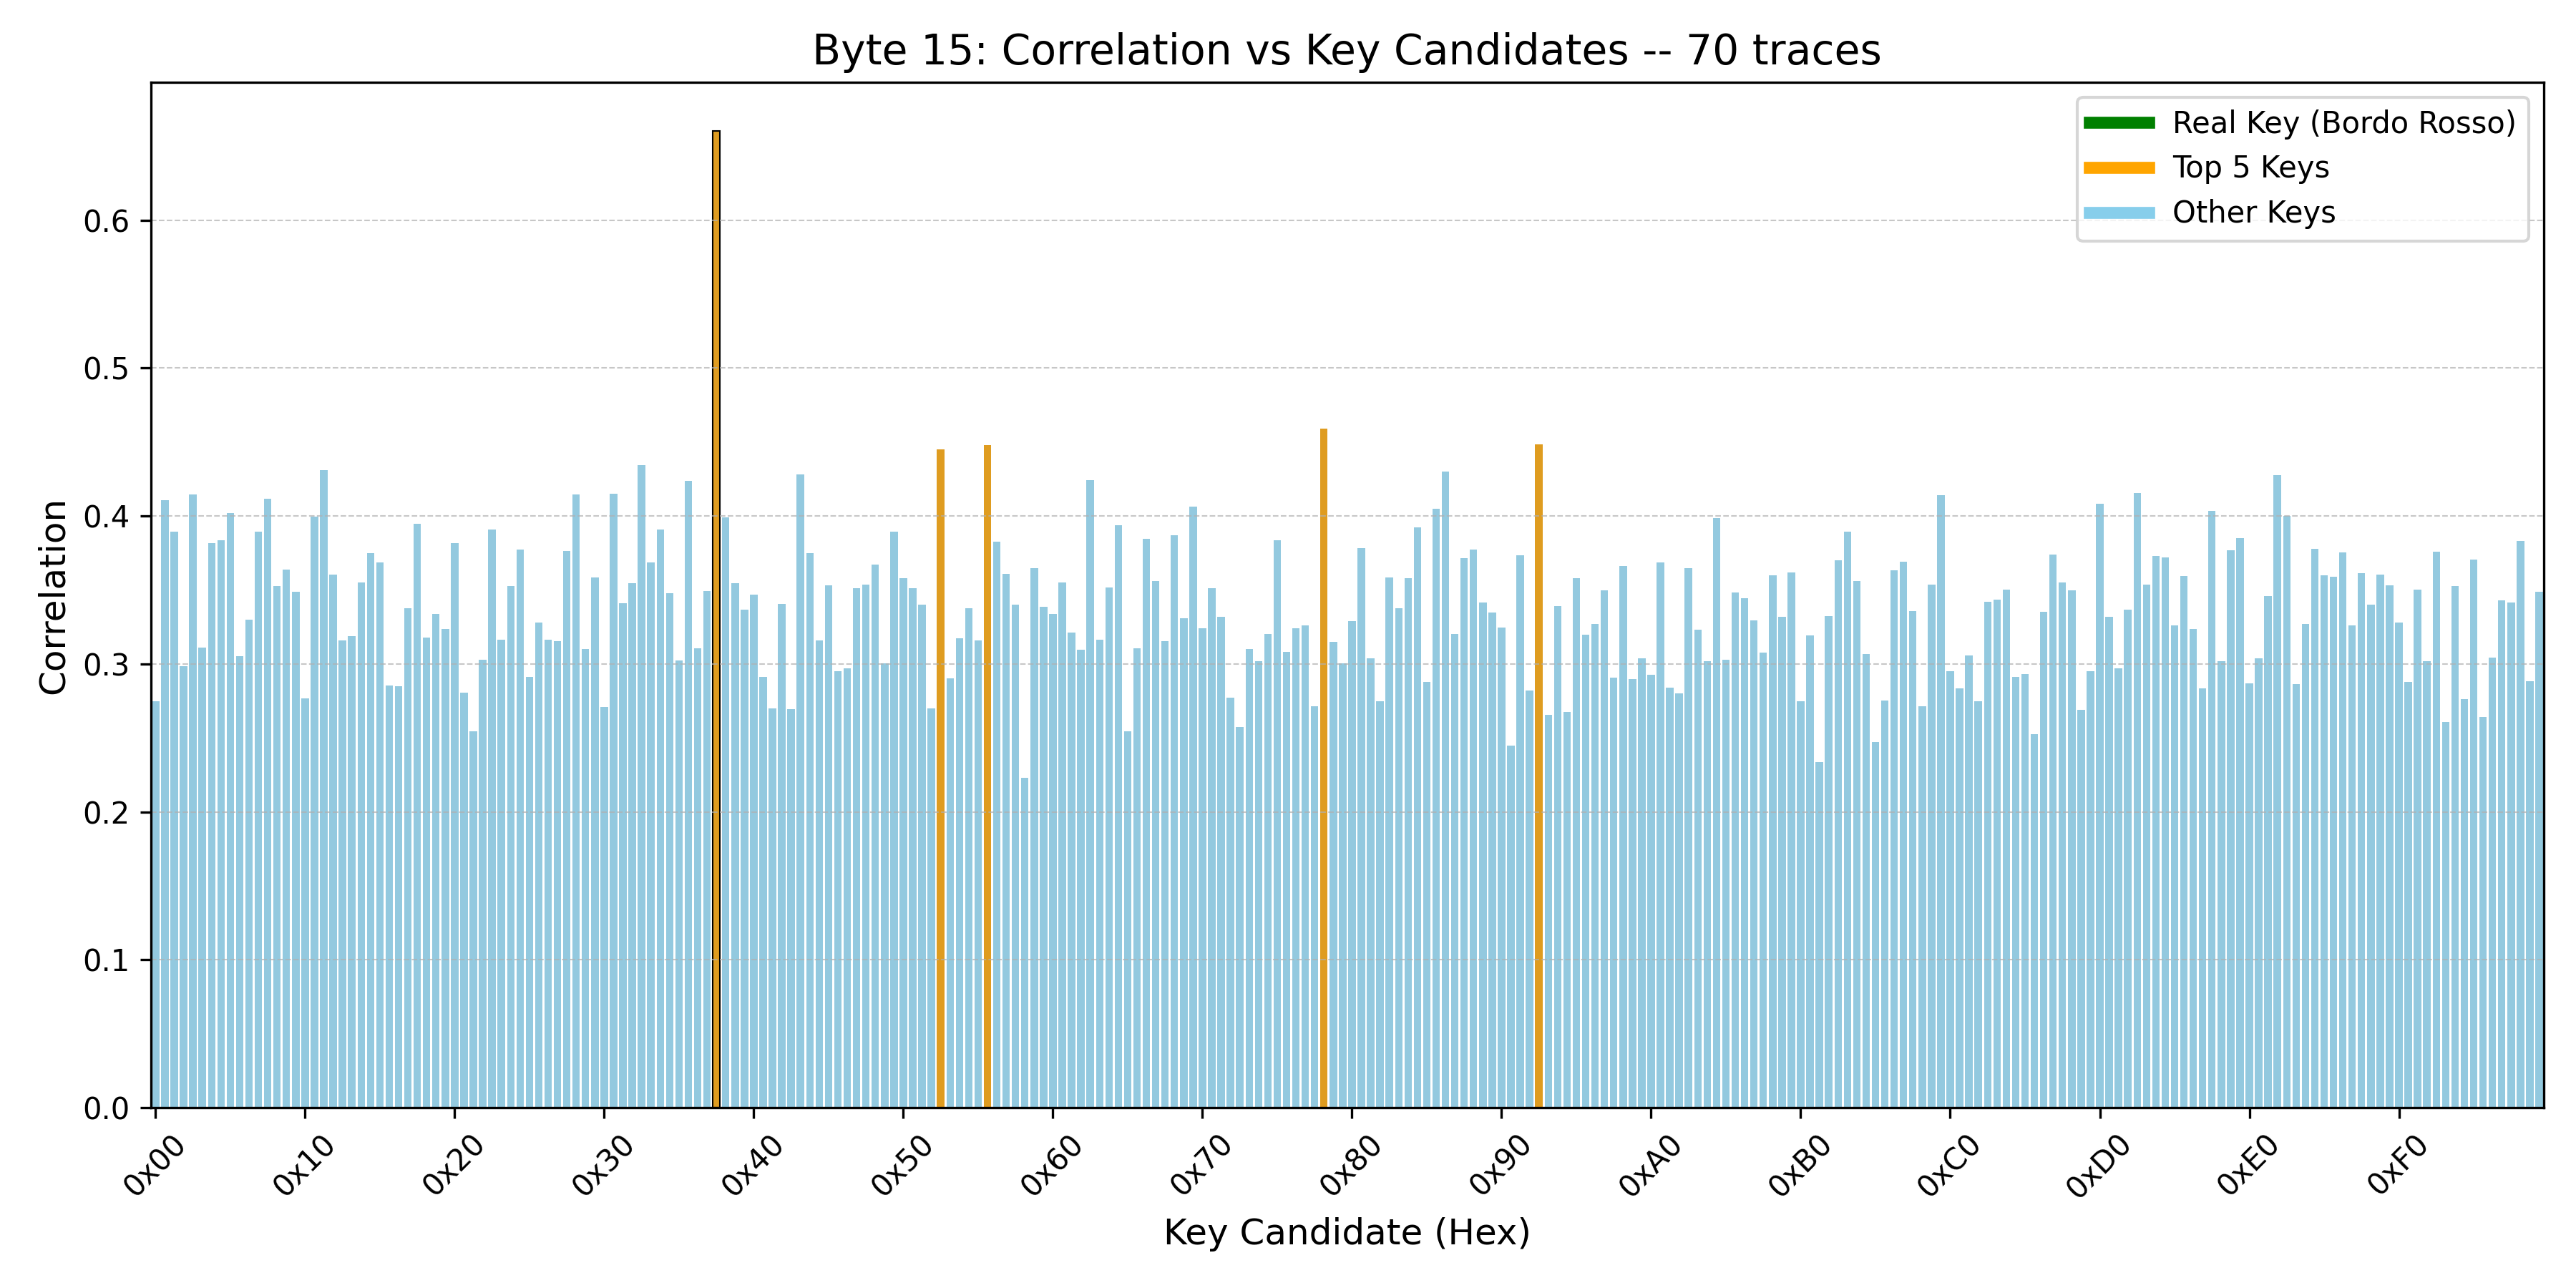 Byte 15: Correlation vs Key Candidates -- 70 traces
Real Key (Bordo Rosso)
Top 5 Keys
Other Keys
Correlation
0.6
0.5
0.4
0.3
0.2
0.1
0.0
0x00 0x10 0x20 0x30 0x40 0x50 0x60 0x70 0x80 0x90 0xA0 0xB0 0xC0 0xD0 0xE0 0xF0
Key Candidate (Hex)